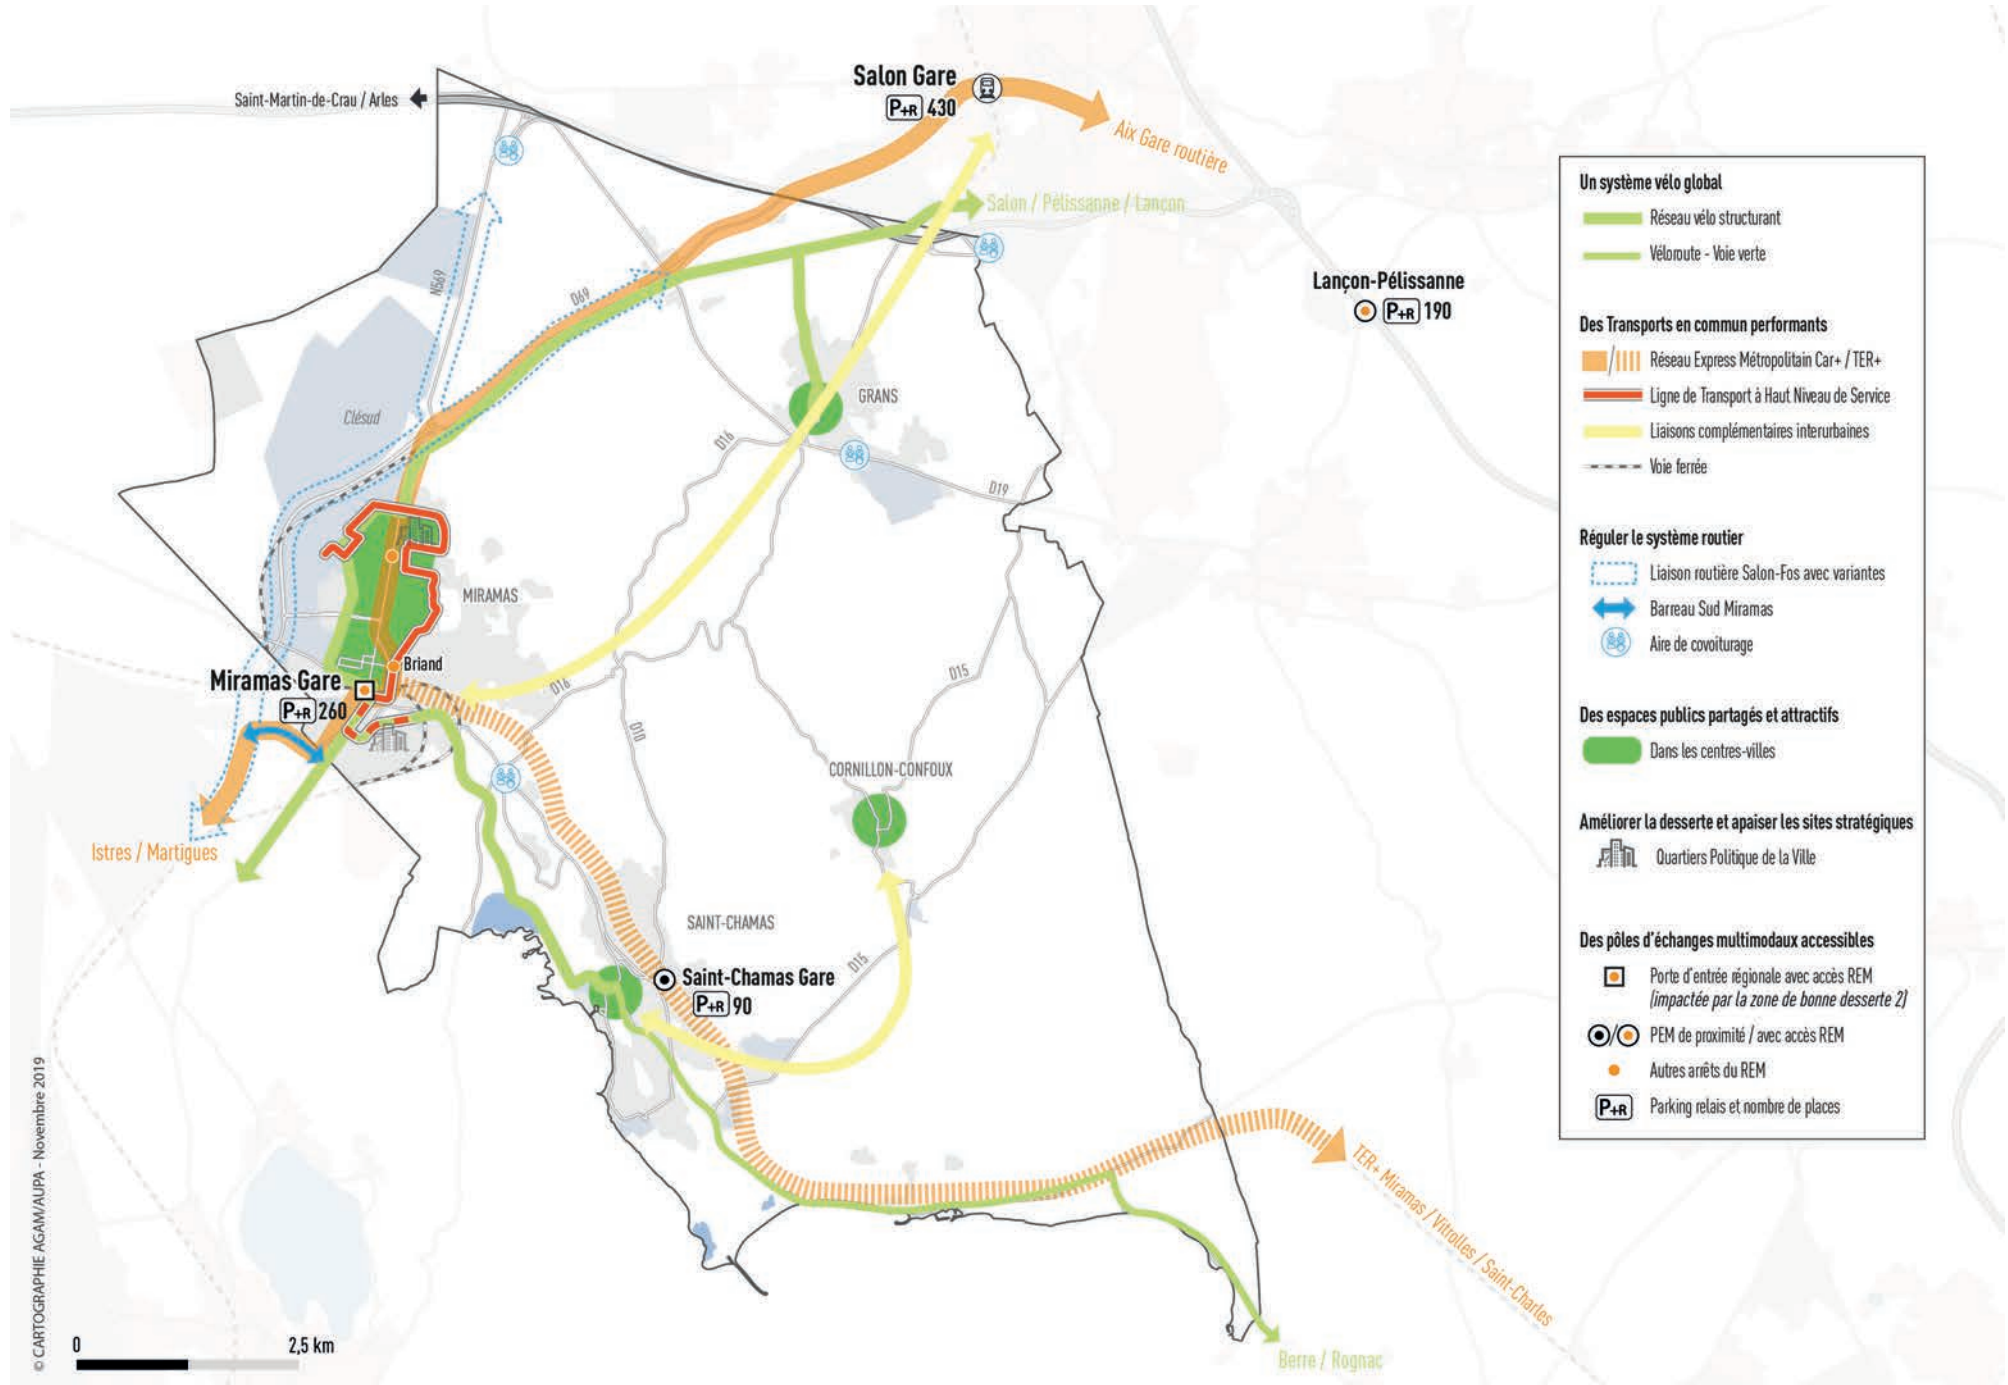 Saint-Martin-de-Crau / Arles
Salon Gare
P+R 430
Aix Gare routière
Salon / Pélissanne / Lançon
Lançon-Pélissanne
P+R 190
N569
D69
Clésud
GRANS
D16
D19
MIRAMAS
Briand
Miramas Gare
P+R 260
D16
D10
D15
CORNILLON-CONFOUX
Istres / Martigues
SAINT-CHAMAS
D15
Saint-Chamas Gare
P+R 90
TER+ Miramas / Vitrolles / Saint-Charles
Berre / Rognac
0 2,5 km
© CARTOGRAPHIE AGAM/AUPA - Novembre 2019
Un système vélo global
Réseau vélo structurant
Véloroute - Voie verte
Des Transports en commun performants
Réseau Express Métropolitain Car+ / TER+
Ligne de Transport à Haut Niveau de Service
Liaisons complémentaires interurbaines
Voie ferrée
Réguler le système routier
Liaison routière Salon-Fos avec variantes
Barreau Sud Miramas
Aire de covoiturage
Des espaces publics partagés et attractifs
Dans les centres-villes
Améliorer la desserte et apaiser les sites stratégiques
Quartiers Politique de la Ville
Des pôles d'échanges multimodaux accessibles
Porte d'entrée régionale avec accès REM
(impactée par la zone de bonne desserte 2)
PEM de proximité / avec accès REM
Autres arrêts du REM
P+R Parking relais et nombre de places